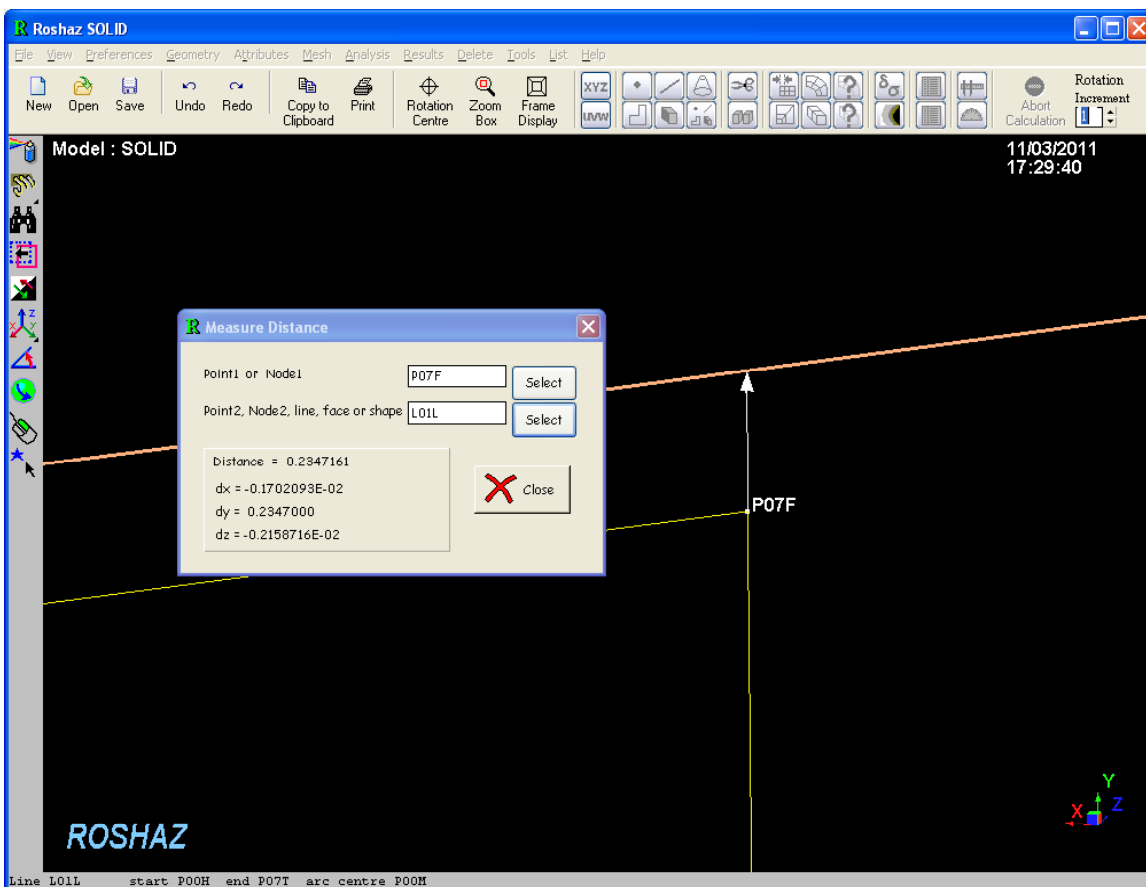 Roshaz SOLID
File View Preferences Geometry Attributes Mesh Analysis Results Delete Tools List Help
New Open Save Undo Redo Copy to Clipboard Print Rotation Centre Zoom Box Frame Display XYZ UVW Abort Calculation Rotation Increment 1
Model : SOLID
11/03/2011
17:29:40
Measure Distance
Point1 or Node1 P07F Select
Point2, Node2, line, face or shape L01L Select
Distance = 0.2347161
dx =-0.1702093E-02
dy = 0.2347000
dz =-0.2158716E-02
Close
P07F
Y
X Z
ROSHAZ
Line L01L start P00H end P07T arc centre P00M